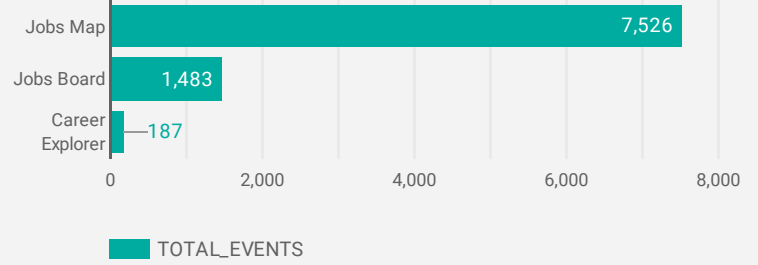 Jobs Map 7,526
Jobs Board 1,483
Career
Explorer 187
0 2,000 4,000 6,000 8,000
TOTAL_EVENTS